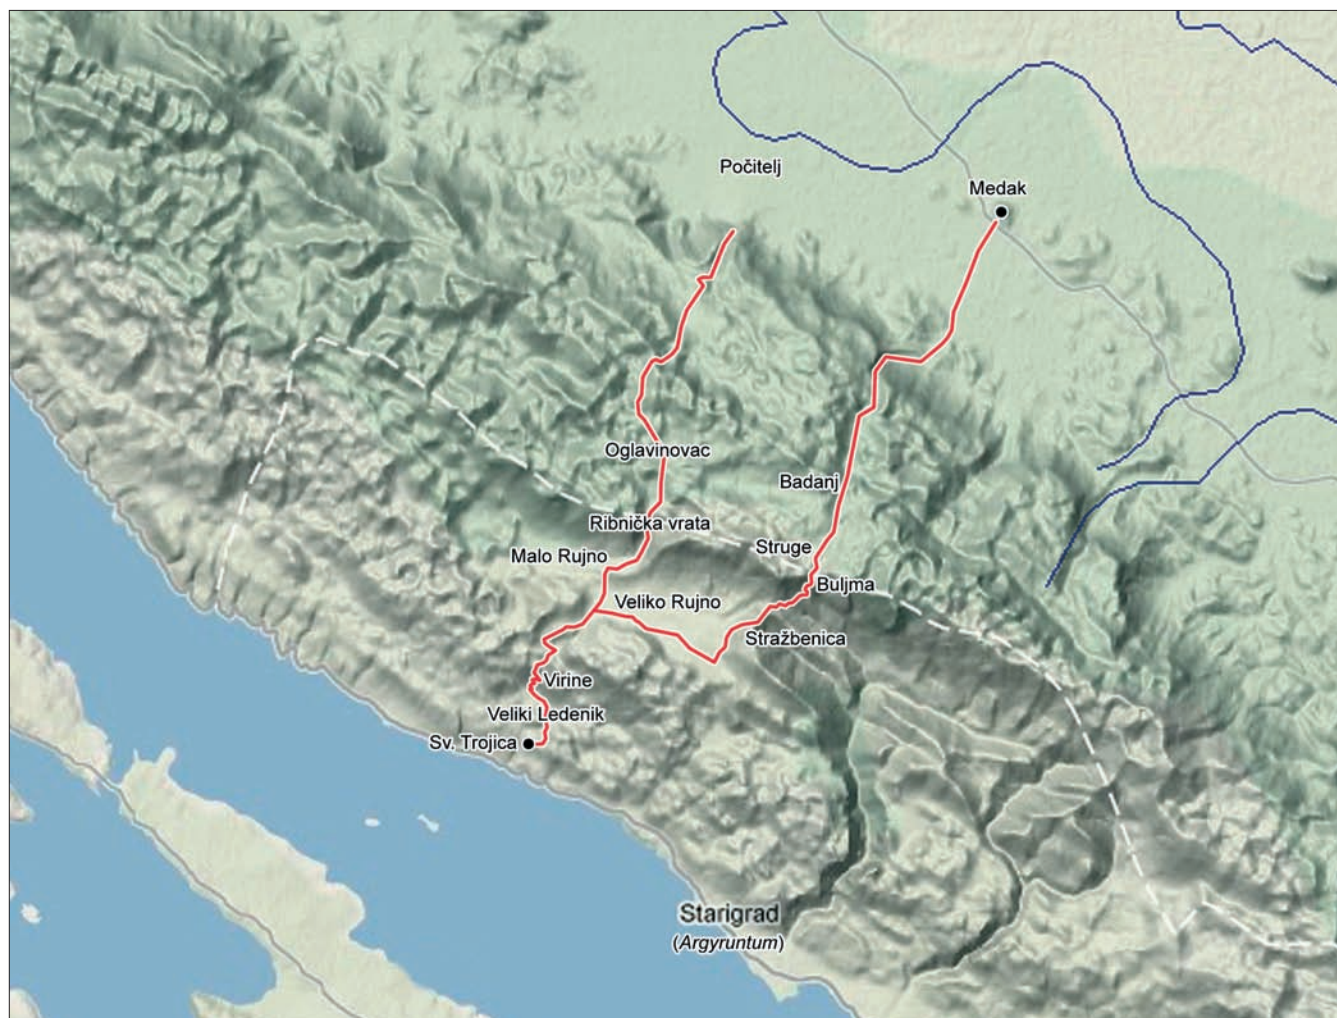 Počitelj
Medak
Oglavinovac
Badanj
Ribnička vrata
Struge
Malo Rujno
Buljma
Veliko Rujno
Stražbenica
Virine
Veliki Ledenik
Sv. Trojica
Starigrad
(Argyruntum)